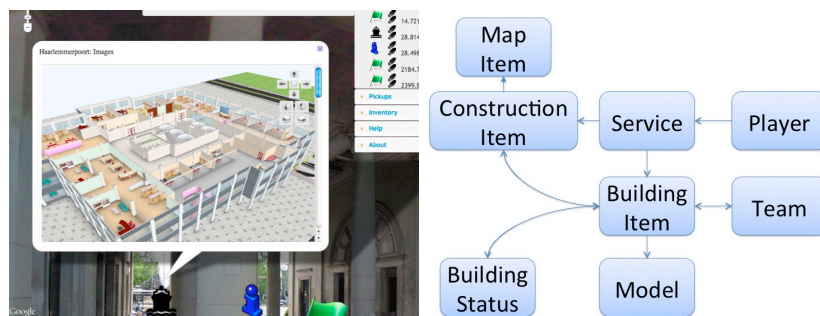 Haarlemmerpoort: Images
14.721
28.814
28.498
2184.7
2399.8
Pickups
Inventory
Help
About
Google
Map
Item
Construction
Item
Service
Player
Building
Item
Team
Building
Status
Model